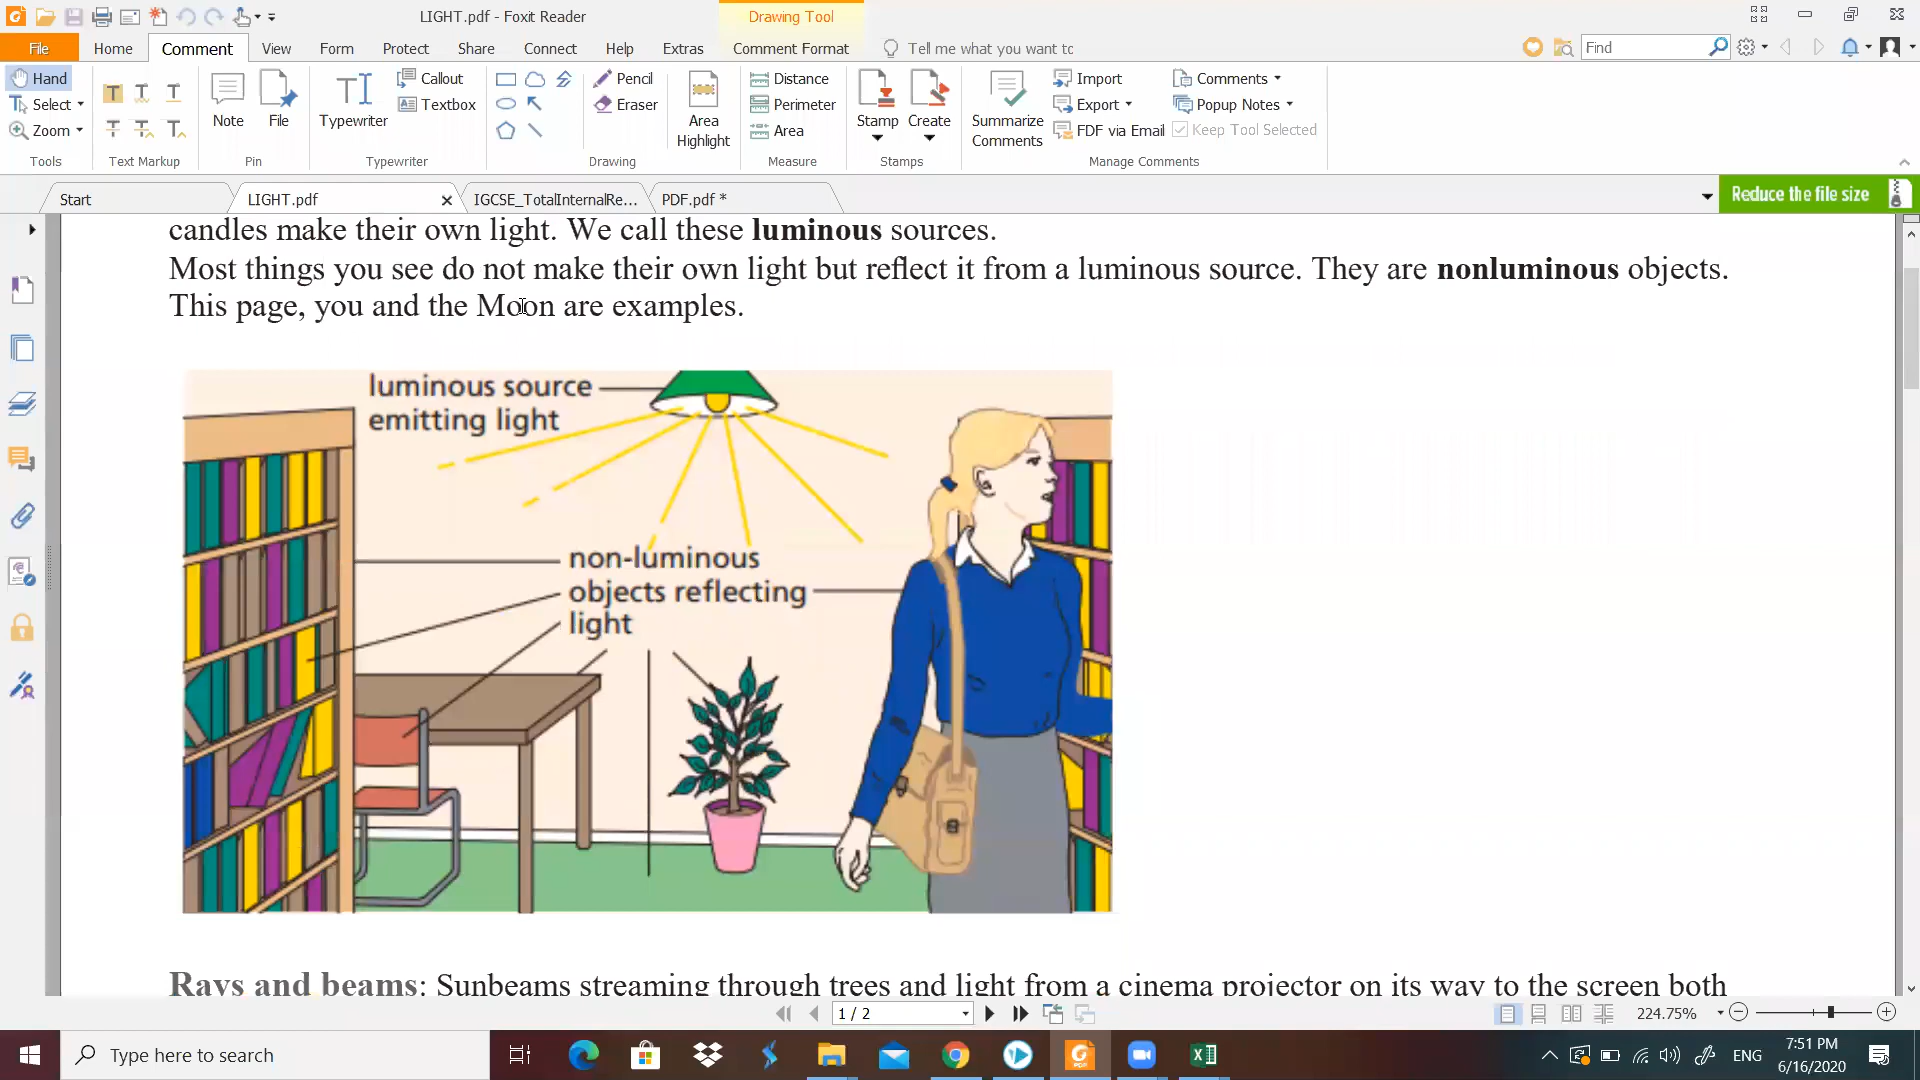 LIGHT.pdf - Foxit Reader
Drawing Tool
File Home Comment View Form Protect Share Connect Help Extras Comment Format Tell me what you want to Find
Hand
Select
Zoom
Tools
Text Markup
Note
File
Pin
Typewriter
Callout
Textbox
Typewriter
Pencil
Eraser
Drawing
Area
Highlight
Distance
Perimeter
Area
Measure
Stamp
Create
Stamps
Summarize
Comments
Import
Export
FDF via Email
Comments
Popup Notes
Keep Tool Selected
Manage Comments
Start LIGHT.pdf IGCSE_TotalInternalRe... PDF.pdf * Reduce the file size
candles make their own light. We call these luminous sources.
Most things you see do not make their own light but reflect it from a luminous source. They are nonluminous objects.
This page, you and the Moon are examples.
luminous source
emitting light
non-luminous
objects reflecting
light
Rays and beams: Sunbeams streaming through trees and light from a cinema projector on its way to the screen both
1 / 2 224.75%
Type here to search
ENG
7:51 PM
6/16/2020